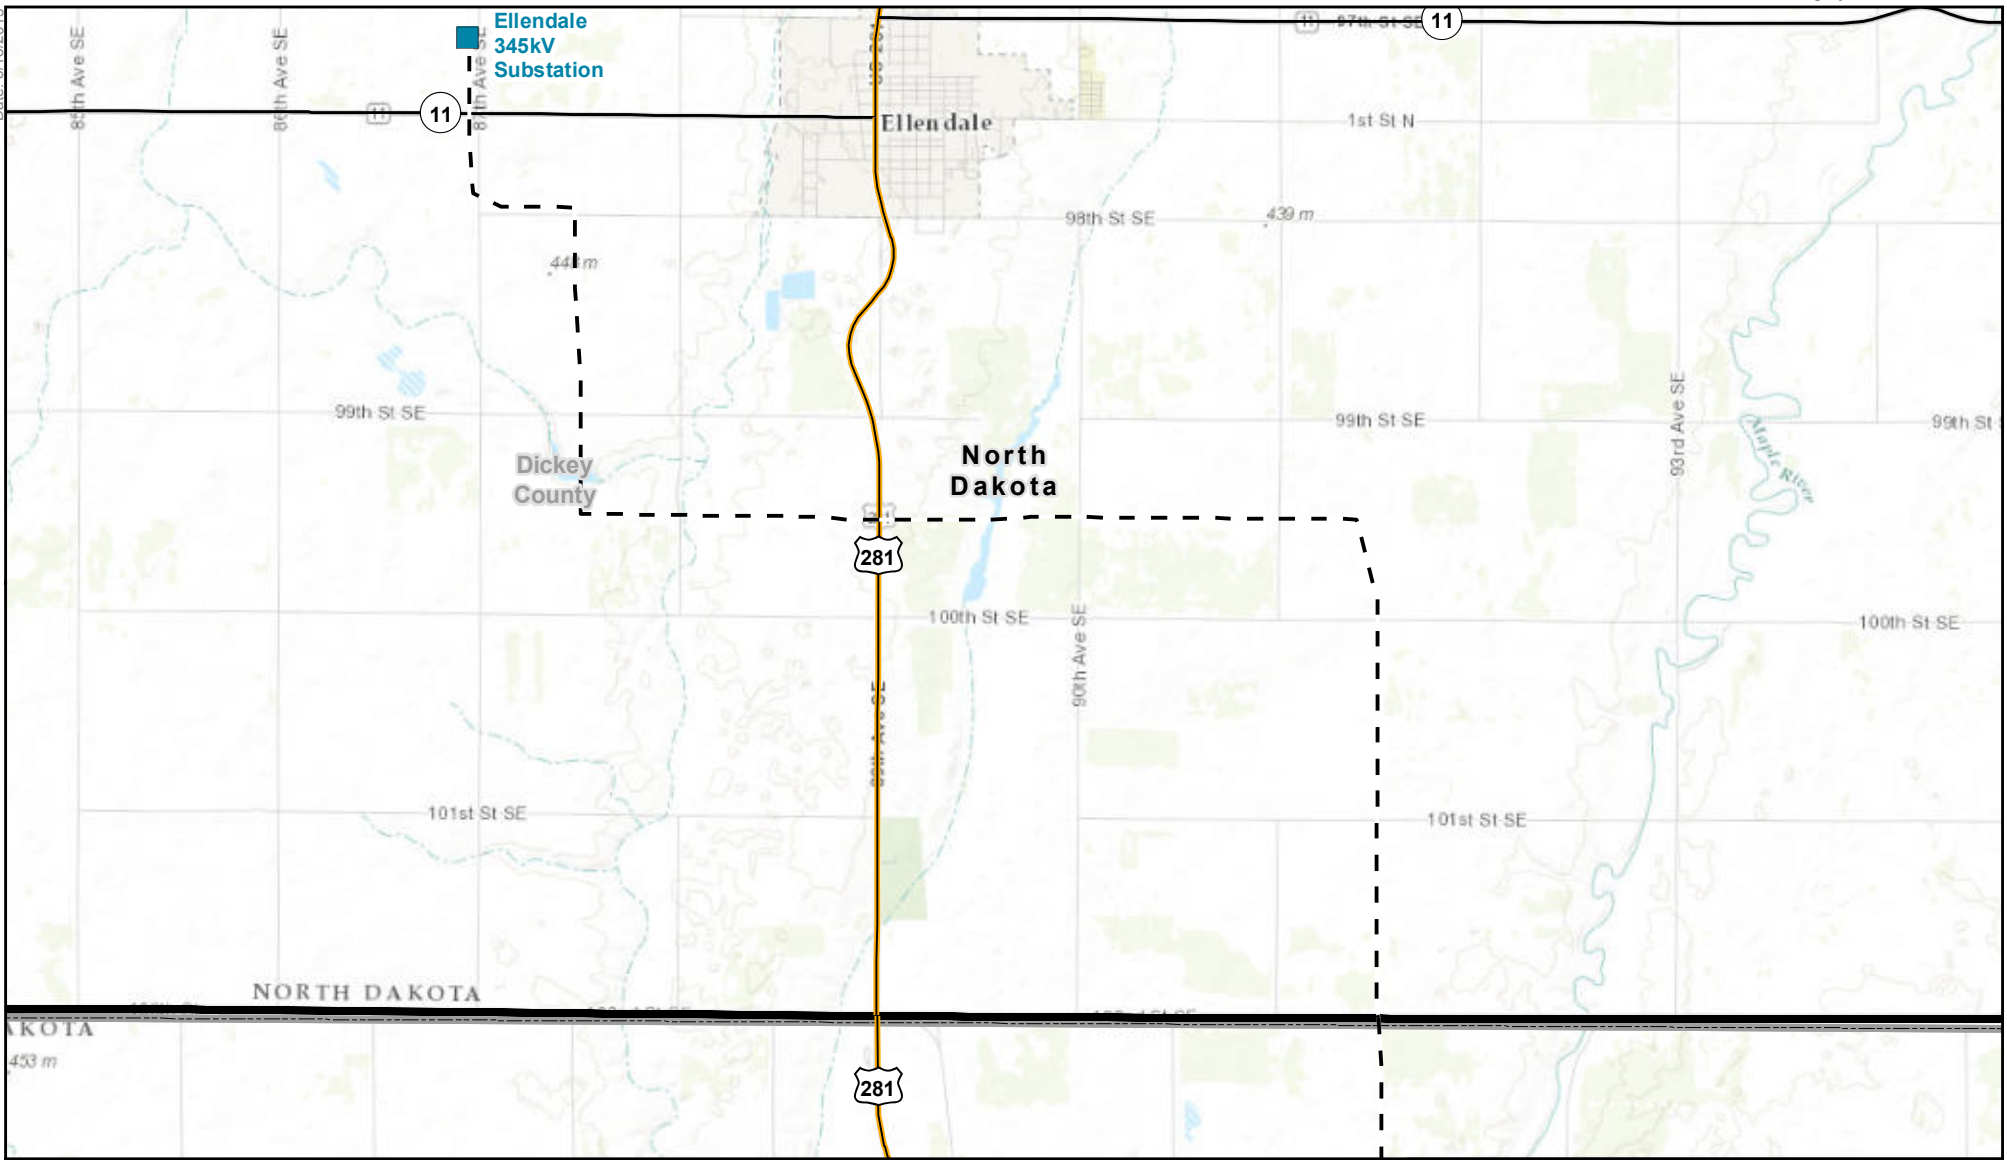 Ellendale
345kV
Substation
85th Ave SE
86th Ave SE
87th Ave SE
11
11
97th St SE
11
11
Ellendale
1st St N
98th St SE
439 m
99th St SE
99th St SE
99th St
93rd Ave SE
Maple River
Dickey
County
North
Dakota
281
100th St SE
100th St SE
90th Ave SE
101st St SE
101st St SE
NORTH DAKOTA
AKOTA
453 m
281